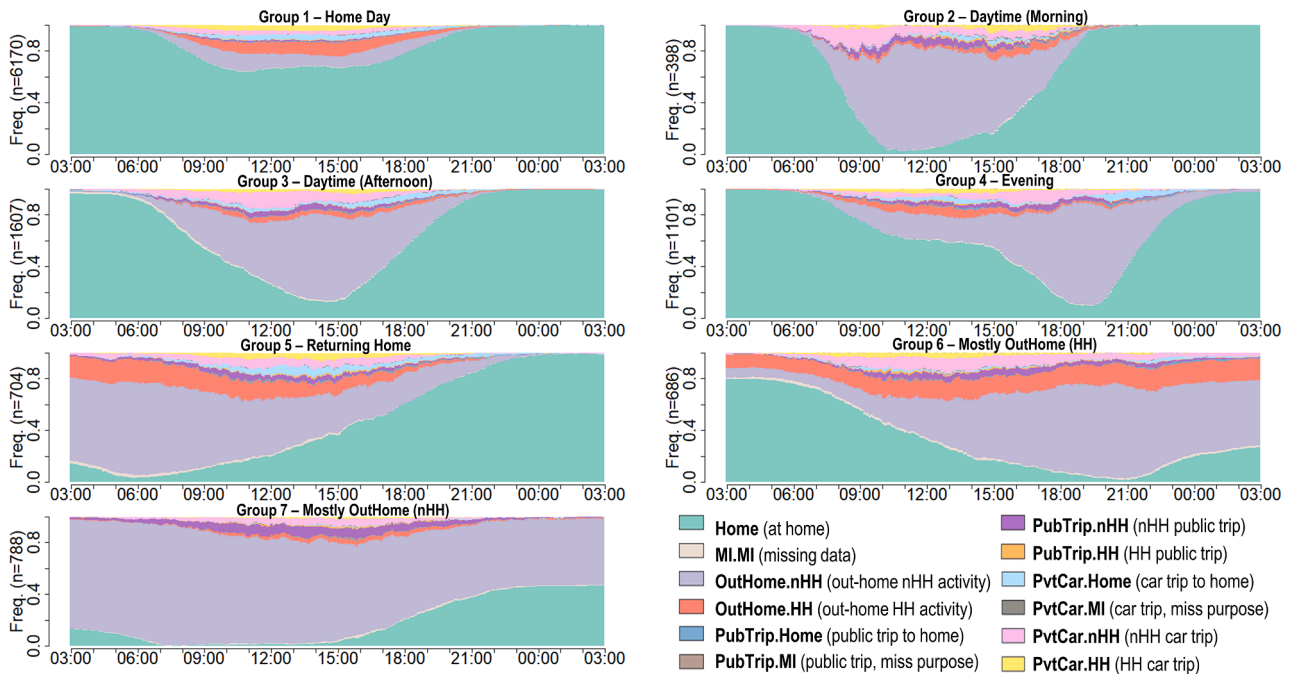 Group 1 – Home Day
Freq. (n=6170)
0.0 0.4 0.8
03:00 06:00 09:00 12:00 15:00 18:00 21:00 00:00 03:00
Group 2 – Daytime (Morning)
Freq. (n=398)
0.0 0.4 0.8
03:00 06:00 09:00 12:00 15:00 18:00 21:00 00:00 03:00
Group 3 – Daytime (Afternoon)
Freq. (n=1607)
0.0 0.4 0.8
03:00 06:00 09:00 12:00 15:00 18:00 21:00 00:00 03:00
Group 4 – Evening
Freq. (n=1101)
0.0 0.4 0.8
03:00 06:00 09:00 12:00 15:00 18:00 21:00 00:00 03:00
Group 5 – Returning Home
Freq. (n=704)
0.0 0.4 0.8
03:00 06:00 09:00 12:00 15:00 18:00 21:00 00:00 03:00
Group 6 – Mostly OutHome (HH)
Freq. (n=686)
0.0 0.4 0.8
03:00 06:00 09:00 12:00 15:00 18:00 21:00 00:00 03:00
Group 7 – Mostly OutHome (nHH)
Freq. (n=788)
0.0 0.4 0.8
03:00 06:00 09:00 12:00 15:00 18:00 21:00 00:00 03:00
Home (at home)
MI.MI (missing data)
OutHome.nHH (out-home nHH activity)
OutHome.HH (out-home HH activity)
PubTrip.Home (public trip to home)
PubTrip.MI (public trip, miss purpose)
PubTrip.nHH (nHH public trip)
PubTrip.HH (HH public trip)
PvtCar.Home (car trip to home)
PvtCar.MI (car trip, miss purpose)
PvtCar.nHH (nHH car trip)
PvtCar.HH (HH car trip)